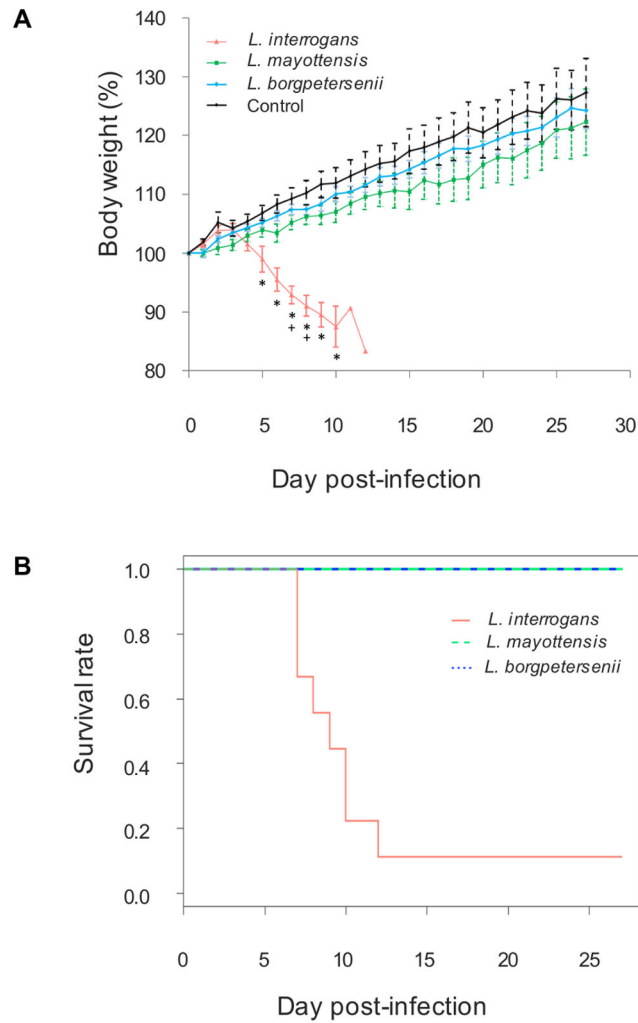 A
L. interrogans
L. mayottensis
L. borgpetersenii
Control
Body weight (%)
140
130
120
110
100
90
80
*
*
*
+
*
+
*
*
0 5 10 15 20 25 30
Day post-infection
B
L. interrogans
L. mayottensis
L. borgpetersenii
Survival rate
1.0
0.8
0.6
0.4
0.2
0.0
0 5 10 15 20 25
Day post-infection